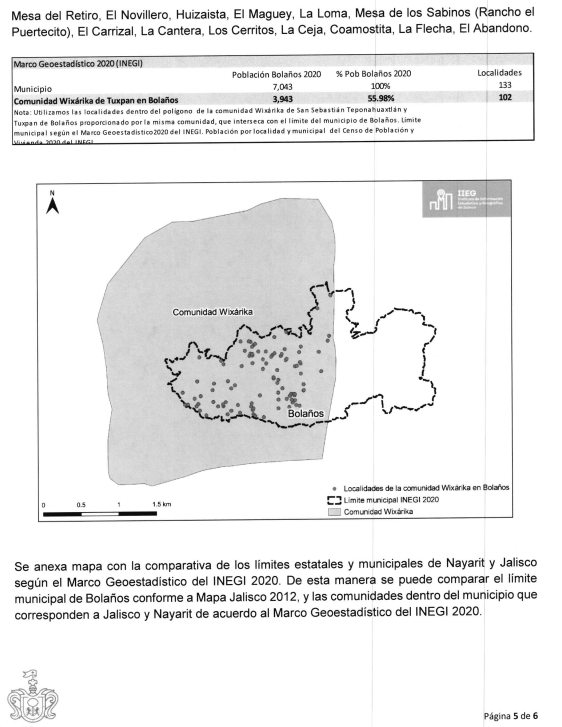 Mesa del Retiro, El Novillero, Huizaista, El Maguey, La Loma, Mesa de los Sabinos (Rancho el
Puertecito), El Carrizal, La Cantera, Los Cerritos, La Ceja, Coamostita, La Flecha, El Abandono.
Marco Geoestadístico 2020 (INEGI)
Población Bolaños 2020 % Pob Bolaños 2020 Localidades
Municipio 7,043 100% 133
Comunidad Wixárika de Tuxpan en Bolaños 3,943 55.98% 102
Nota: Utilizamos las localidades dentro del polígono de la comunidad Wixárika de San Sebastián Teponahuaxtlán y
Tuxpan de Bolaños proporcionado por la misma comunidad, que interseca con el límite del municipio de Bolaños. Límite
municipal según el Marco Geoestadístico2020 del INEGI. Población por localidad y municipal del Censo de Población y
Vivienda 2020 del INEGI
N
IIEG
Comunidad Wixárika
Bolaños
Localidades de la comunidad Wixárika en Bolaños
Límite municipal INEGI 2020
Comunidad Wixárika
0 0.5 1 1.5 km
Se anexa mapa con la comparativa de los límites estatales y municipales de Nayarit y Jalisco
según el Marco Geoestadístico del INEGI 2020. De esta manera se puede comparar el límite
municipal de Bolaños conforme a Mapa Jalisco 2012, y las comunidades dentro del municipio que
corresponden a Jalisco y Nayarit de acuerdo al Marco Geoestadístico del INEGI 2020.
Página 5 de 6